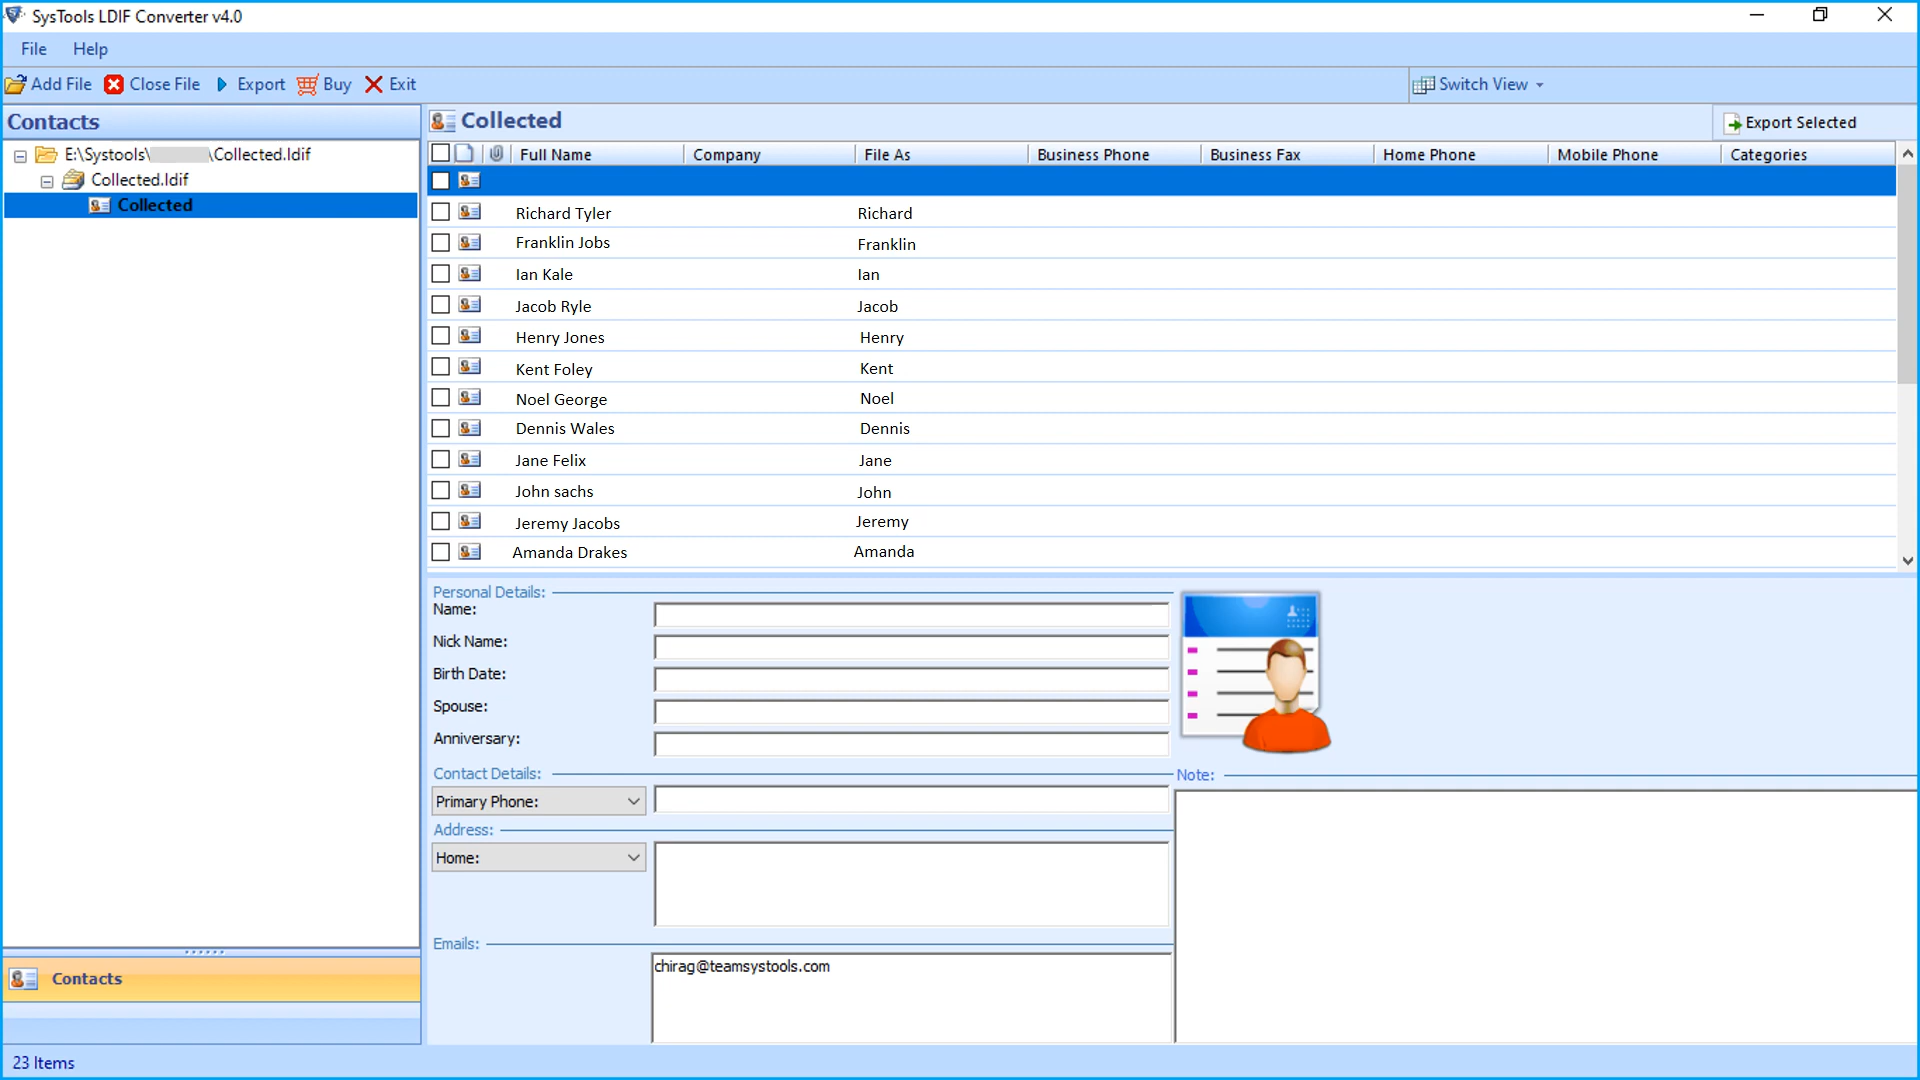 SysTools LDIF Converter v4.0
File Help
Add File Close File Export Buy Exit Switch View
Contacts
E:\Systools\ \Collected.ldif
Collected.ldif
Collected
Collected
Export Selected
Full Name Company File As Business Phone Business Fax Home Phone Mobile Phone Categories
Richard Tyler Richard
Franklin Jobs Franklin
Ian Kale Ian
Jacob Ryle Jacob
Henry Jones Henry
Kent Foley Kent
Noel George Noel
Dennis Wales Dennis
Jane Felix Jane
John sachs John
Jeremy Jacobs Jeremy
Amanda Drakes Amanda
Personal Details:
Name:
Nick Name:
Birth Date:
Spouse:
Anniversary:
Contact Details:
Primary Phone:
Address:
Home:
Emails:
chirag@teamsystools.com
Note:
Contacts
23 Items